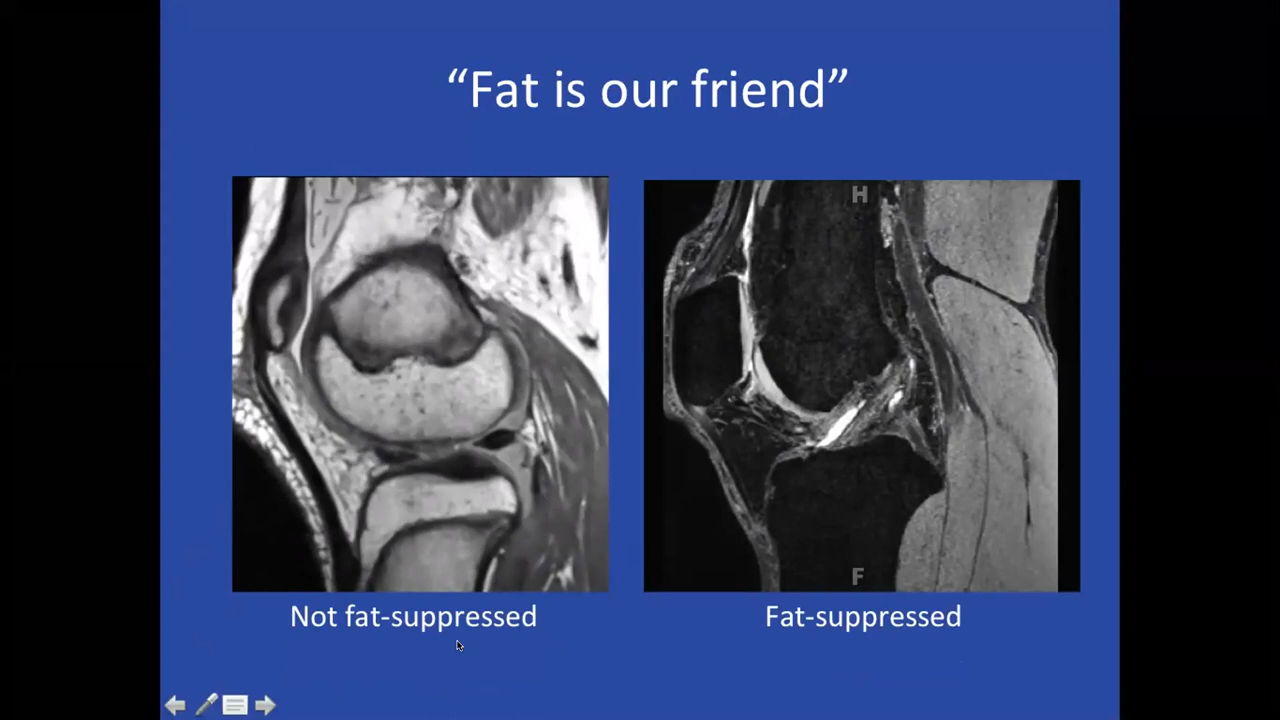 “Fat is our friend”
H
F
Not fat-suppressed
Fat-suppressed